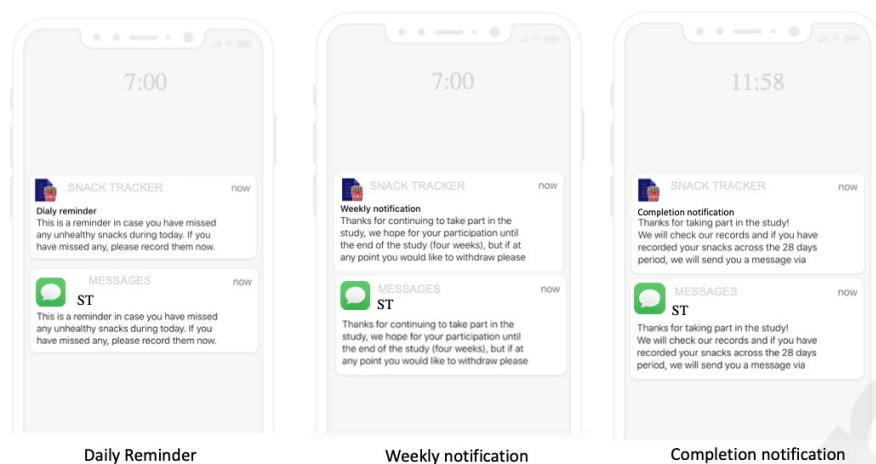 7:00
SNACK TRACKER now
Dialy reminder
This is a reminder in case you have missed
any unhealthy snacks during today. If you
have missed any, please record them now.
MESSAGES now
ST
This is a reminder in case you have missed
any unhealthy snacks during today. If you
have missed any, please record them now.
Daily Reminder
7:00
SNACK TRACKER now
Weekly notification
Thanks for continuing to take part in the
study, we hope for your participation until
the end of the study (four weeks), but if at
any point you would like to withdraw please
MESSAGES now
ST
Thanks for continuing to take part in the
study, we hope for your participation until
the end of the study (four weeks), but if at
any point you would like to withdraw please
Weekly notification
11:58
SNACK TRACKER now
Completion notification
Thanks for taking part in the study!
We will check our records and if you have
recorded your snacks across the 28 days
period, we will send you a message via
MESSAGES now
ST
Thanks for taking part in the study!
We will check our records and if you have
recorded your snacks across the 28 days
period, we will send you a message via
Completion notification